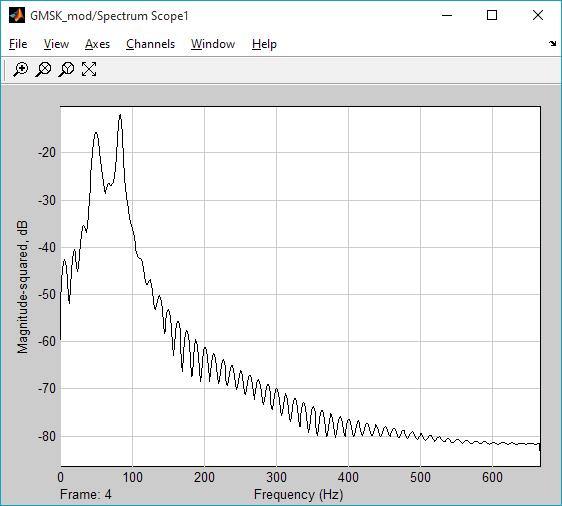 GMSK_mod/Spectrum Scope1
File View Axes Channels Window Help
-20
-30
-40
-50
-60
-70
-80
Magnitude-squared, dB
0 100 200 300 400 500 600
Frame: 4 Frequency (Hz)